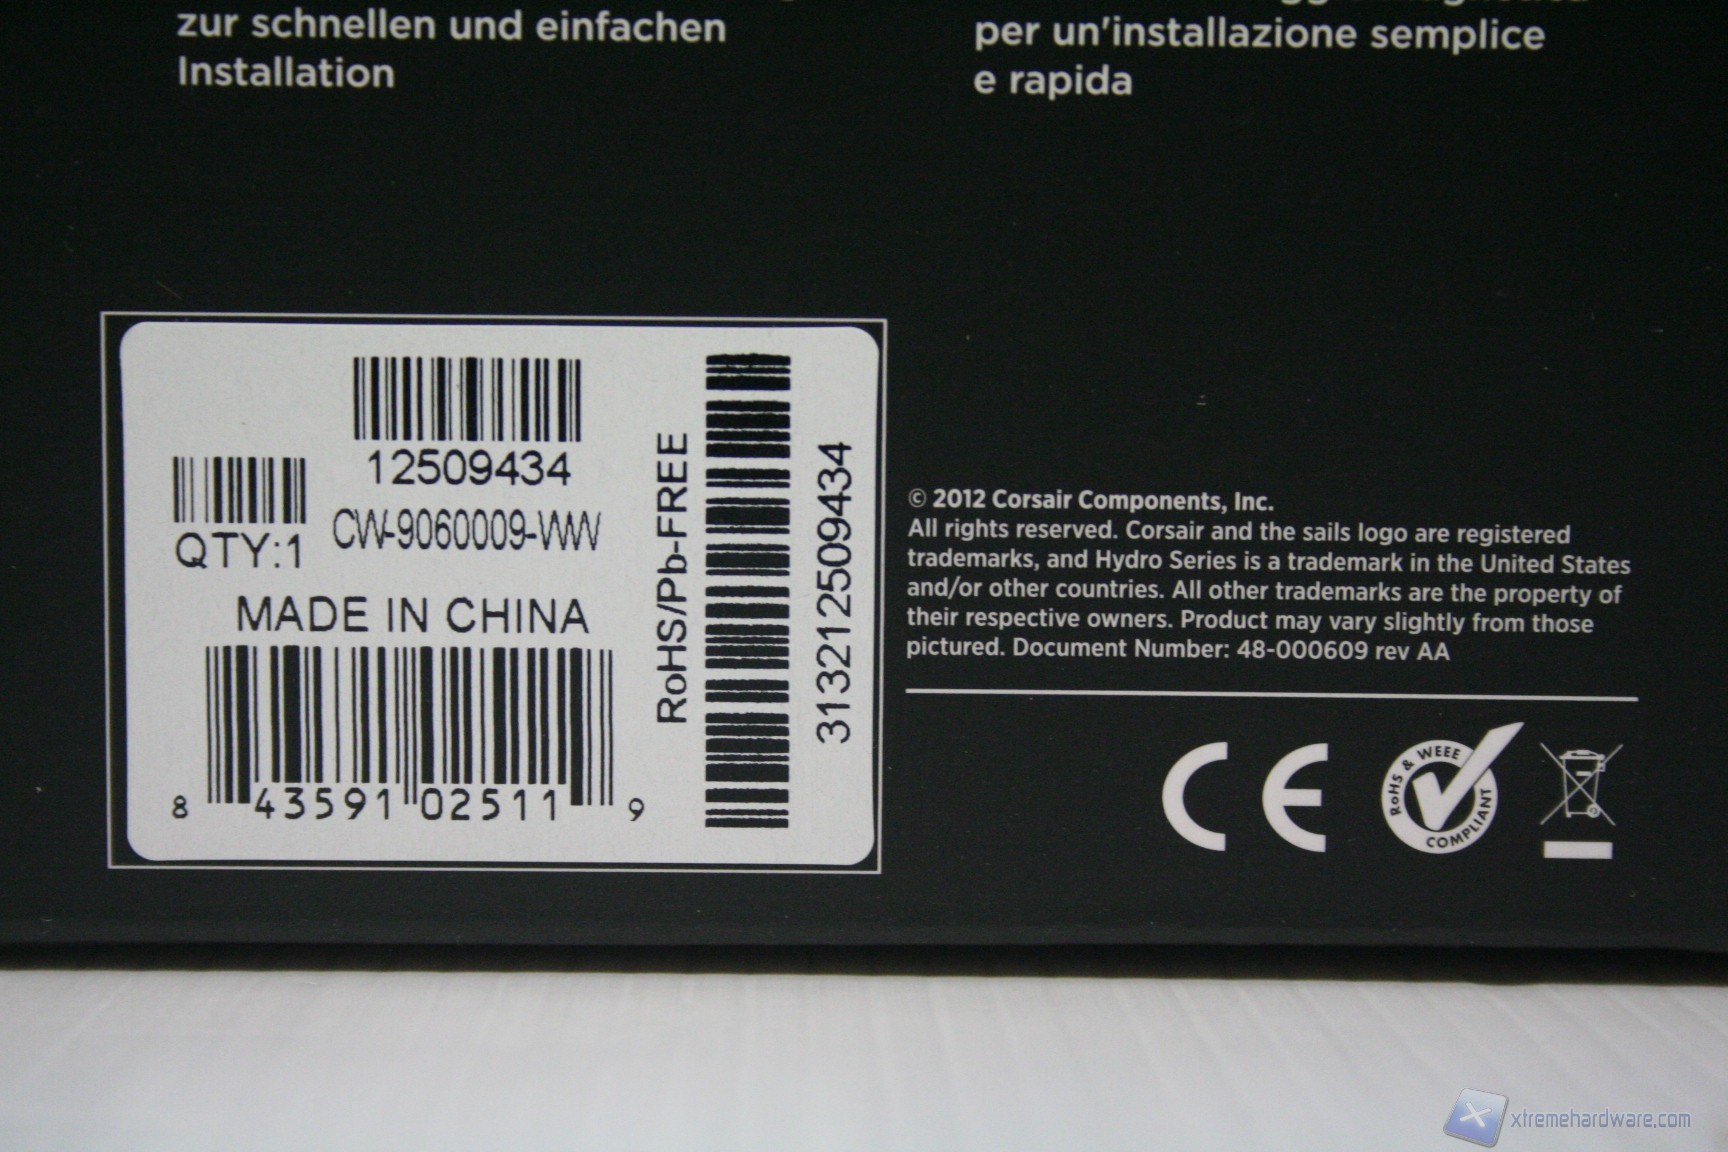 zur schnellen und einfachen
Installation
per un'installazione semplice
e rapida
12509434
QTY:1
CW-9060009-WW
MADE IN CHINA
8 43591 02511 9
RoHS/Pb-FREE
313212509434
© 2012 Corsair Components, Inc.
All rights reserved. Corsair and the sails logo are registered
trademarks, and Hydro Series is a trademark in the United States
and/or other countries. All other trademarks are the property of
their respective owners. Product may vary slightly from those
pictured. Document Number: 48-000609 rev AA
CE
RoHS & WEEE
COMPLIANT
xtremehardware.com